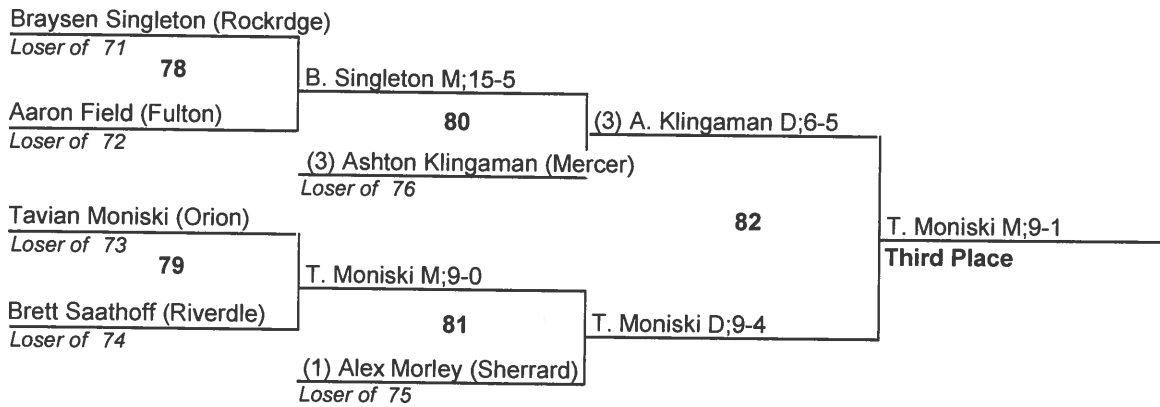 Braysen Singleton (Rockrdge)
Loser of 71
78
B. Singleton M;15-5
Aaron Field (Fulton)
Loser of 72
80
(3) A. Klingaman D;6-5
(3) Ashton Klingaman (Mercer)
Loser of 76
Tavian Moniski (Orion)
Loser of 73
82
T. Moniski M;9-1
Third Place
79
T. Moniski M;9-0
Brett Saathoff (Riverdle)
Loser of 74
81
T. Moniski D;9-4
(1) Alex Morley (Sherrard)
Loser of 75